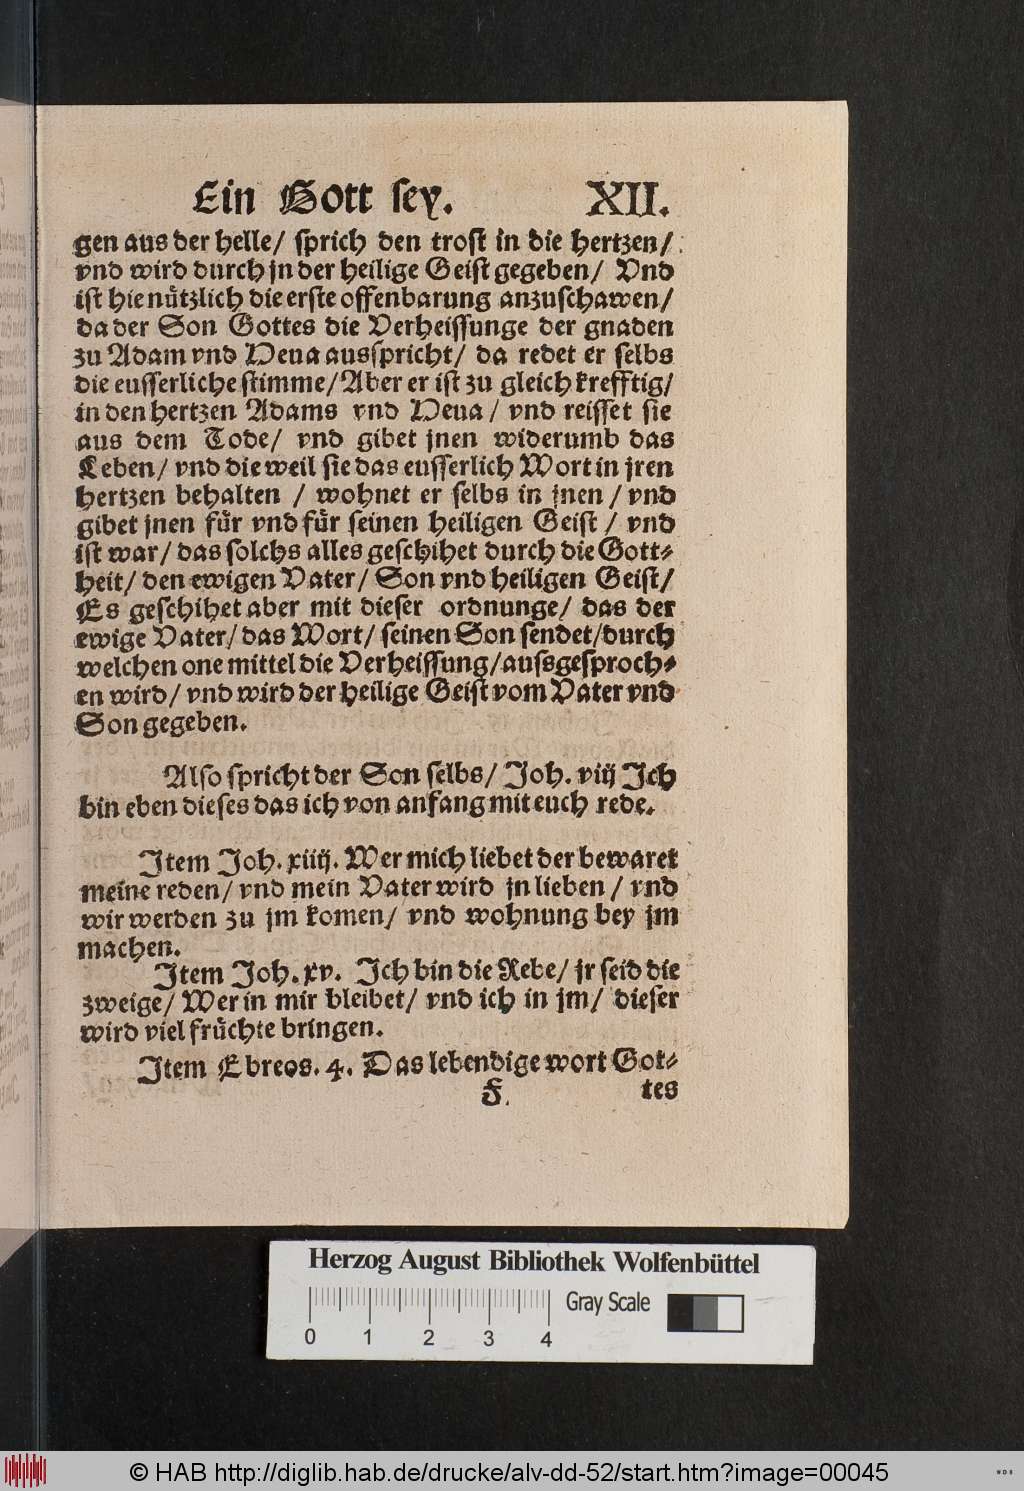 Ein Gott sey. XII.
gen aus der helle/ sprich den trost in die hertzen/
vnd wird durch jn der heilige Geist gegeben/ Vnd
ist hie nützlich die erste offenbarung anzuschawen/
da der Son Gottes die Verheissunge der gnaden
zu Adam vnd Heua ausspricht/ da redet er selbs
die eusserliche stimme/ Aber er ist zu gleich krefftig/
in den hertzen Adams vnd Heua/ vnd reisset sie
aus dem Tode/ vnd gibet jnen widerumb das
Leben/ vnd die weil sie das eusserlich Wort in jren
hertzen behalten / wohnet er selbs in jnen / vnd
gibet jnen für vnd für seinen heiligen Geist / vnd
ist war/ das solchs alles geschihet durch die Gott⸗
heit/ den ewigen Vater/ Son vnd heiligen Geist/
Es geschihet aber mit dieser ordnunge/ das der
ewige Vater/ das Wort/ seinen Son sendet/ durch
welchen one mittel die Verheissung/ aussgesproch⸗
en wird/ vnd wird der heilige Geist vom Vater vnd
Son gegeben.
Also spricht der Son selbs/ Joh. viij Ich
bin eben dieses das ich von anfang mit euch rede.
Item Joh. xiiij. Wer mich liebet der bewaret
meine reden/ vnd mein Vater wird jn lieben / vnd
wir werden zu jm komen/ vnd wohnung bey jm
machen.
Item Joh. xv. Ich bin die Rebe/ jr seid die
zweige/ Wer in mir bleibet/ vnd ich in jm/ dieser
wird viel früchte bringen.
Item Ebreos. 4. Das lebendige wort Got⸗
F. tes
Herzog August Bibliothek Wolfenbüttel
Gray Scale
0 1 2 3 4
© HAB http://diglib.hab.de/drucke/alv-dd-52/start.htm?image=00045